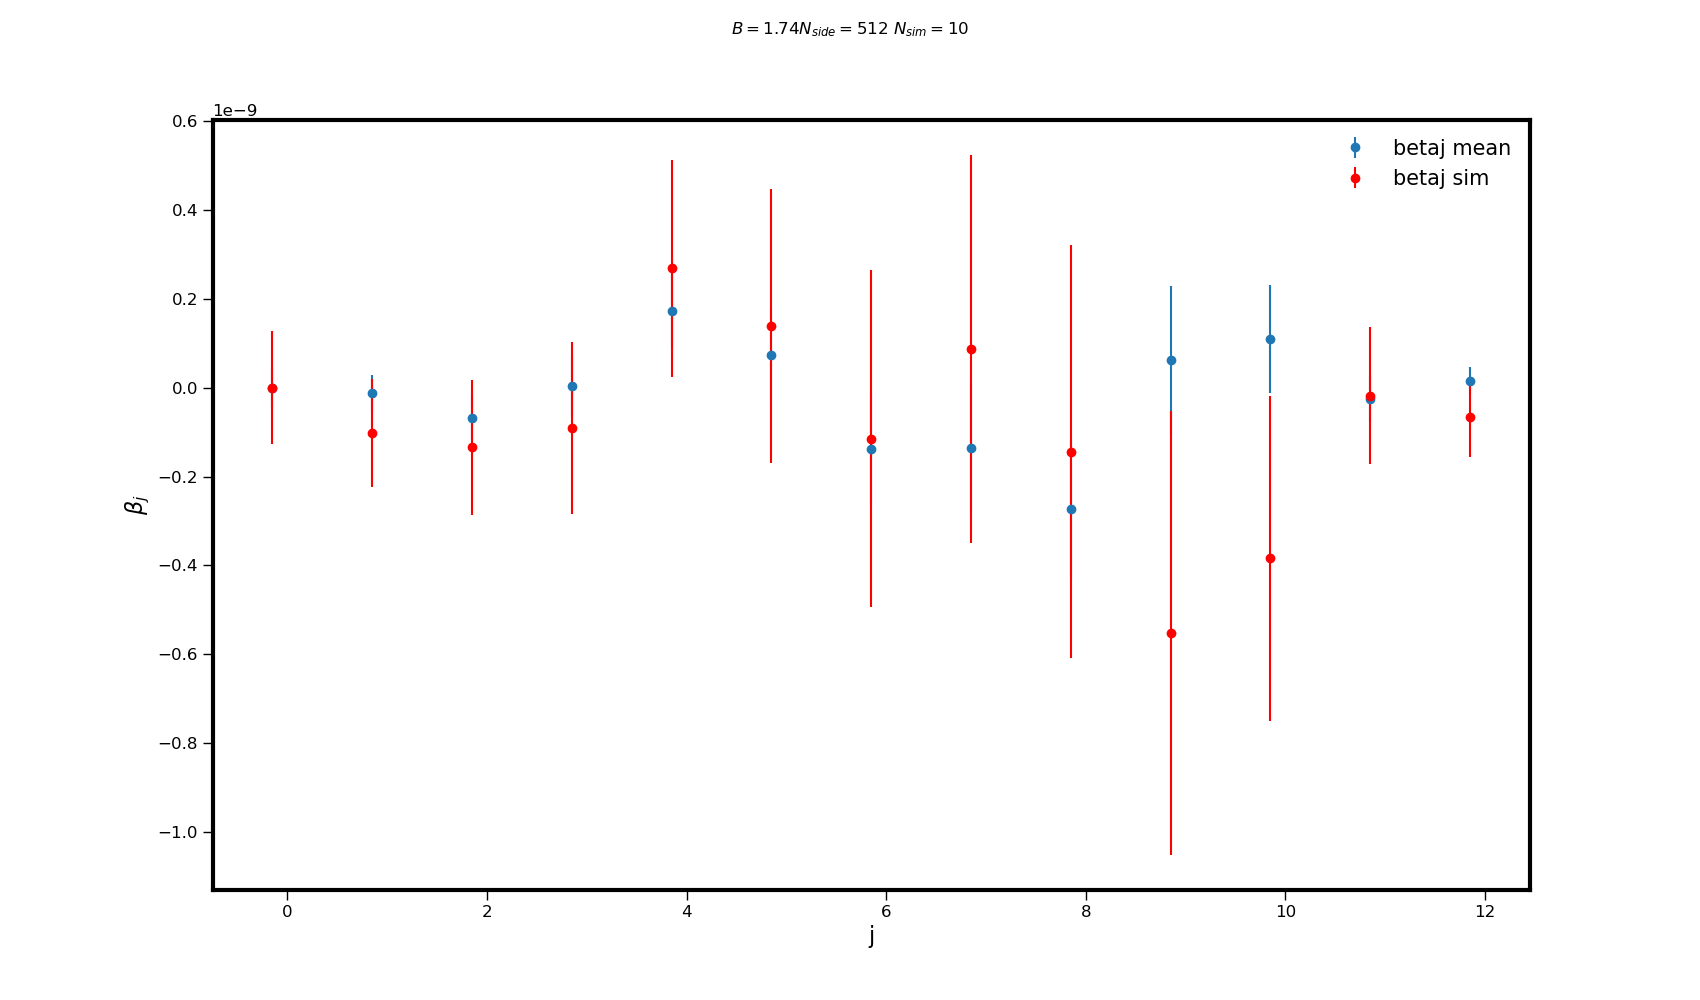 B = 1.74N_side = 512 N_sim = 10
1e−9
0.6
0.4
0.2
0.0
−0.2
−0.4
−0.6
−0.8
−1.0
β_j
betaj mean
betaj sim
0 2 4 6 8 10 12
j